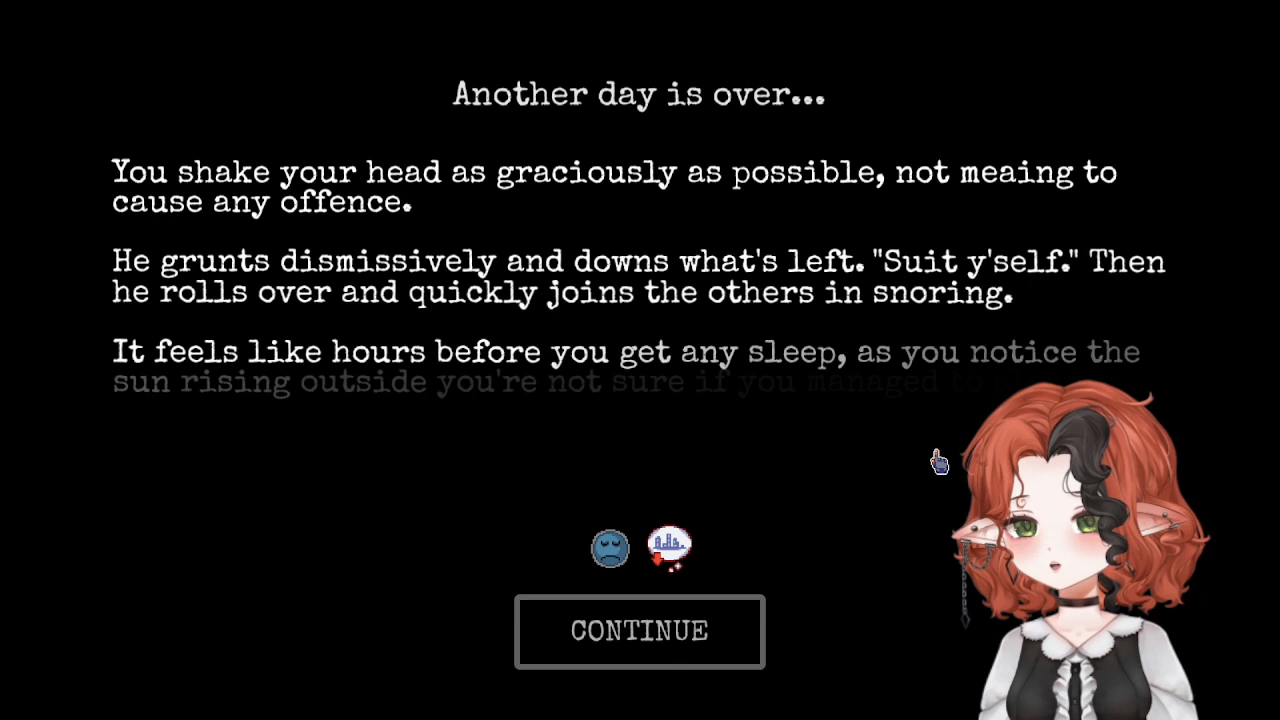 Another day is over...
You shake your head as graciously as possible, not meaing to
cause any offence.
He grunts dismissively and downs what's left. "Suit y'self." Then
he rolls over and quickly joins the others in snoring.
It feels like hours before you get any sleep, as you notice the
sun rising outside you're not sure if you managed to
CONTINUE